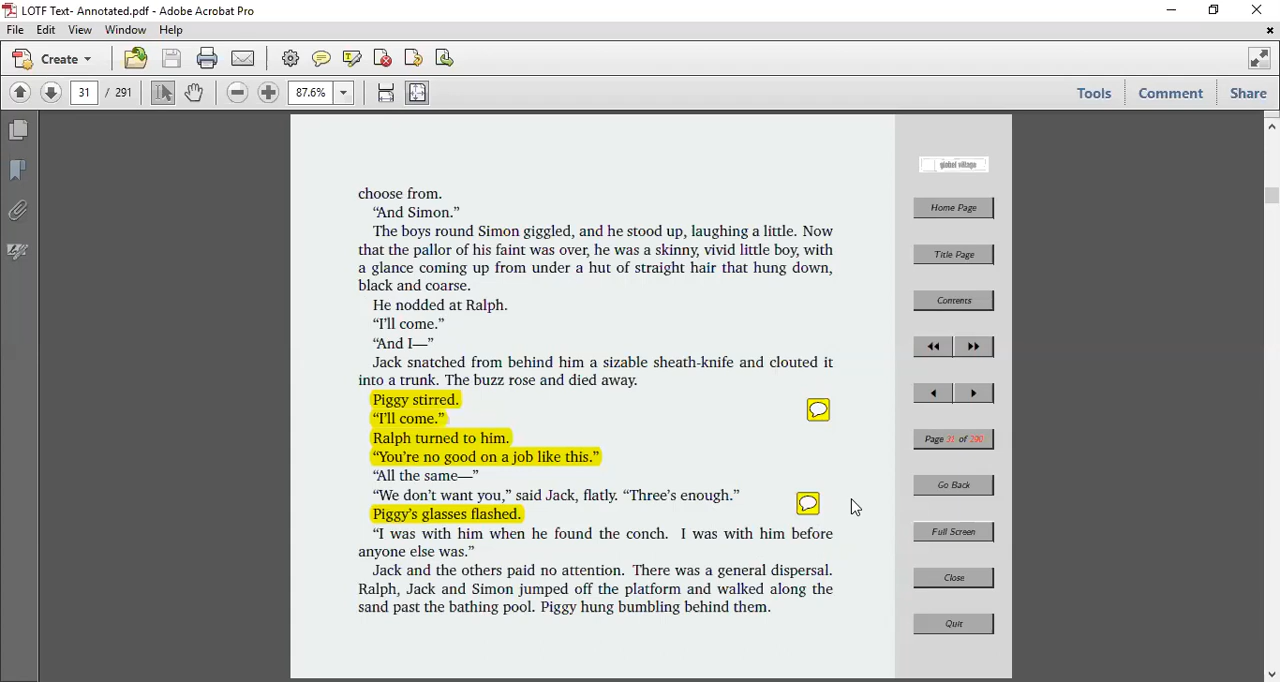 LOTF Text- Annotated.pdf - Adobe Acrobat Pro
File Edit View Window Help
Create
31 / 291 87.6% Tools Comment Share
global village
choose from.
“And Simon.”
The boys round Simon giggled, and he stood up, laughing a little. Now
that the pallor of his faint was over, he was a skinny, vivid little boy, with
a glance coming up from under a hut of straight hair that hung down,
black and coarse.
He nodded at Ralph.
“I’ll come.”
“And I—”
Jack snatched from behind him a sizable sheath-knife and clouted it
into a trunk. The buzz rose and died away.
Piggy stirred.
“I’ll come.”
Ralph turned to him.
“You’re no good on a job like this.”
“All the same—”
“We don’t want you,” said Jack, flatly. “Three’s enough.”
Piggy’s glasses flashed.
“I was with him when he found the conch. I was with him before
anyone else was.”
Jack and the others paid no attention. There was a general dispersal.
Ralph, Jack and Simon jumped off the platform and walked along the
sand past the bathing pool. Piggy hung bumbling behind them.
Home Page
Title Page
Contents
Page 31 of 290
Go Back
Full Screen
Close
Quit